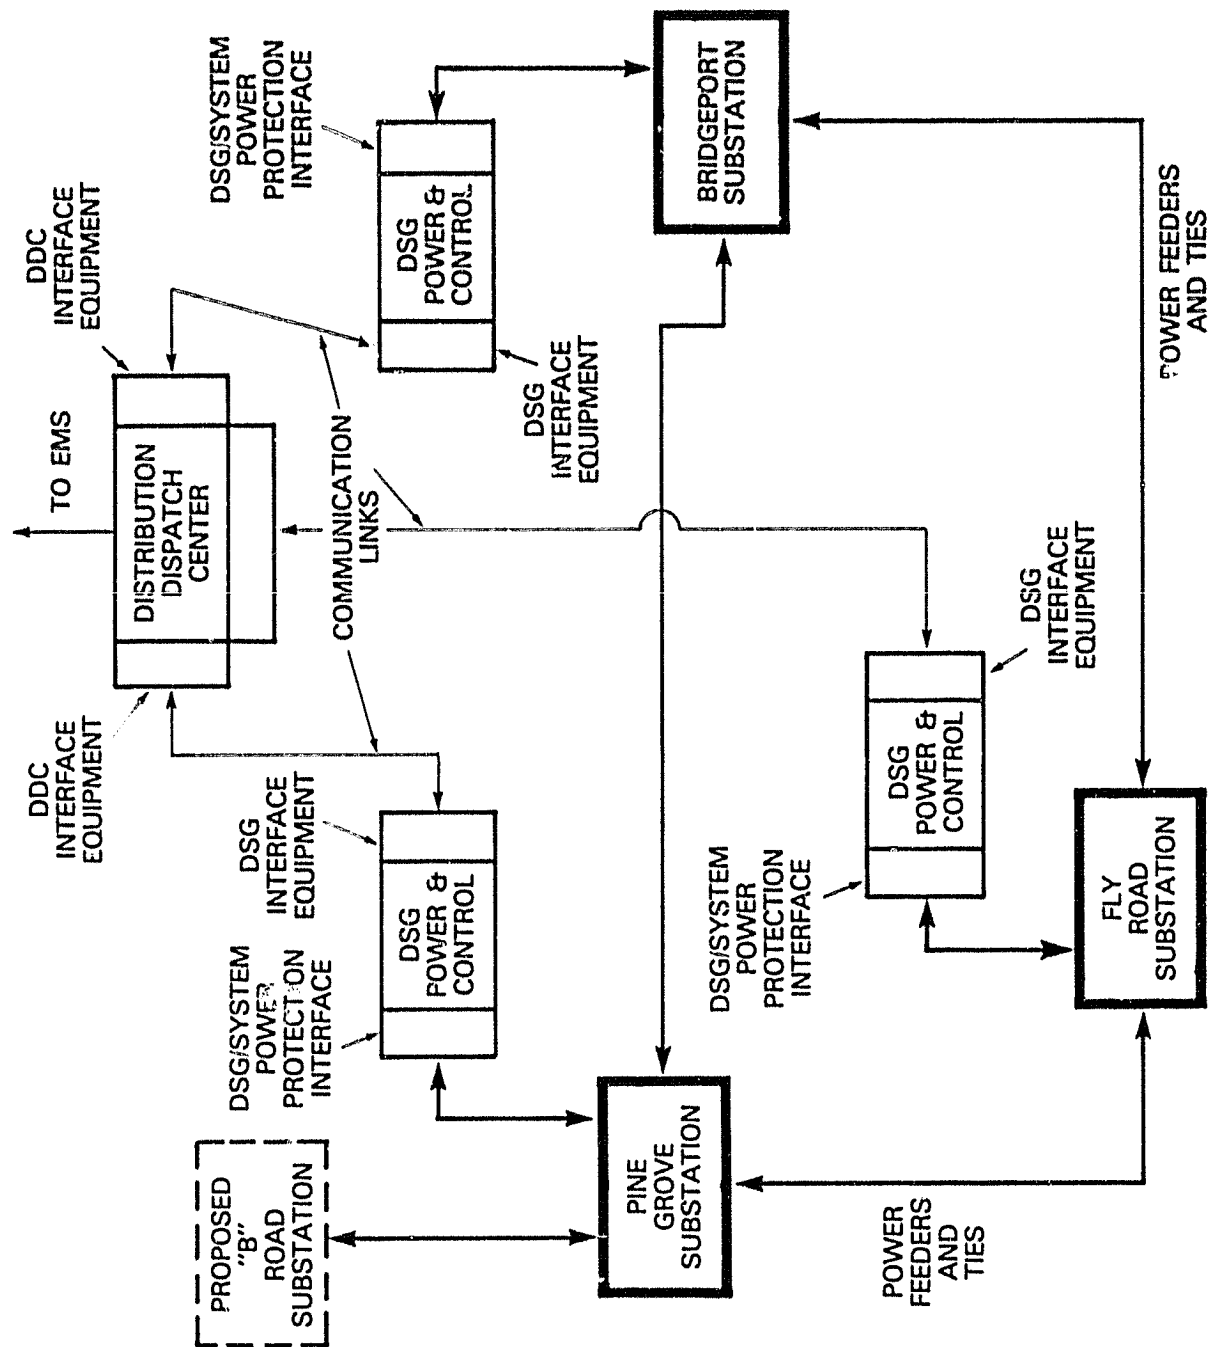 TO EMS
DDC
INTERFACE
EQUIPMENT
DISTRIBUTION
DISPATCH
CENTER
DDC
INTERFACE
EQUIPMENT
PROPOSED
"B"
ROAD
SUBSTATION
DSG/SYSTEM
POWER
PROTECTION
INTERFACE
DSG
INTERFACE
EQUIPMENT
COMMUNICATION
LINKS
DSG/SYSTEM
POWER
PROTECTION
INTERFACE
DSG
POWER &
CONTROL
DSG
POWER &
CONTROL
DSG
INTERFACE
EQUIPMENT
PINE
GROVE
SUBSTATION
BRIDGEPORT
SUBSTATION
DSG/SYSTEM
POWER
PROTECTION
INTERFACE
DSG
POWER &
CONTROL
DSG
INTERFACE
EQUIPMENT
POWER
FEEDERS
AND
TIES
FLY
ROAD
SUBSTATION
POWER FEEDERS
AND TIES